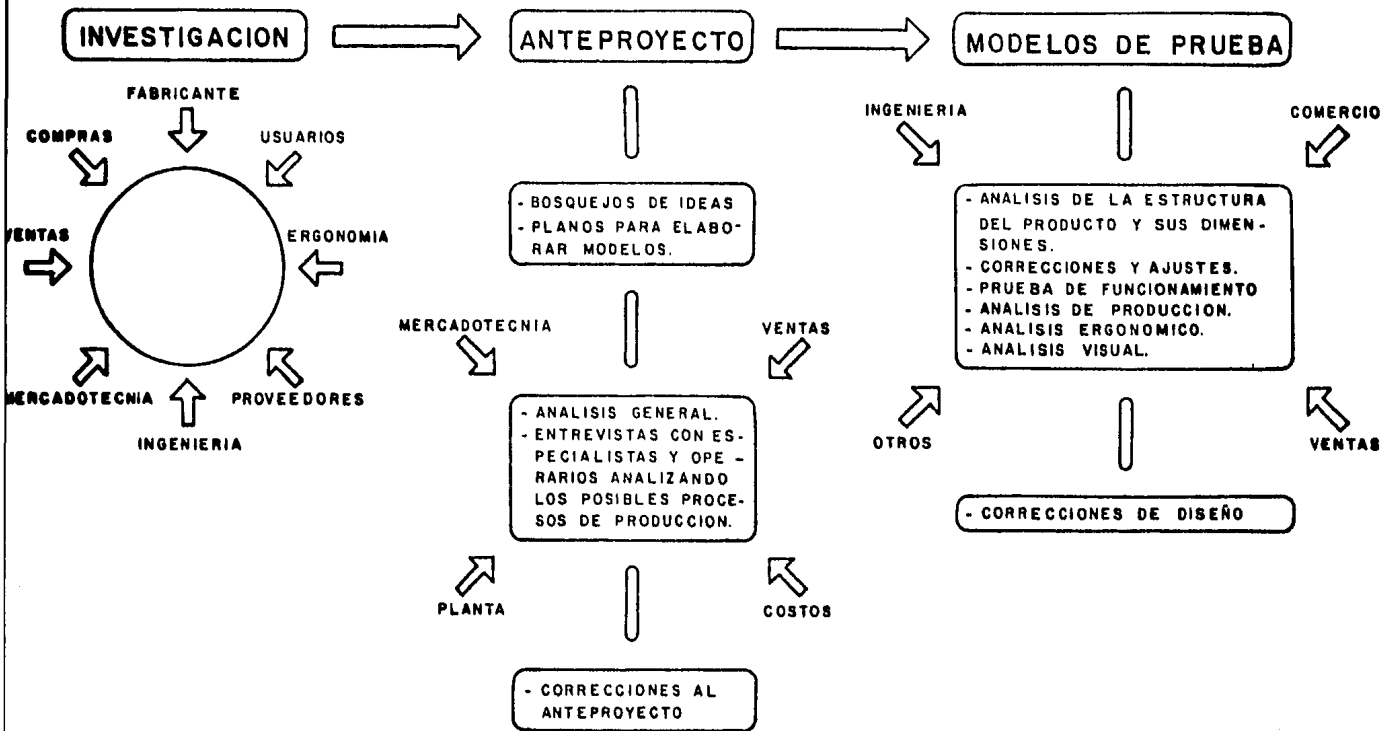 INVESTIGACION
ANTEPROYECTO
MODELOS DE PRUEBA
FABRICANTE
COMPRAS
USUARIOS
VENTAS
ERGONOMIA
MERCADOTECNIA
PROVEEDORES
INGENIERIA
- BOSQUEJOS DE IDEAS
- PLANOS PARA ELABO-
RAR MODELOS.
MERCADOTECNIA
VENTAS
- ANALISIS GENERAL.
- ENTREVISTAS CON ES-
PECIALISTAS Y OPE-
RARIOS ANALIZANDO
LOS POSIBLES PROCE-
SOS DE PRODUCCION.
PLANTA
COSTOS
- CORRECCIONES AL
ANTEPROYECTO
INGENIERIA
COMERCIO
- ANALISIS DE LA ESTRUCTURA
DEL PRODUCTO Y SUS DIMEN-
SIONES.
- CORRECCIONES Y AJUSTES.
- PRUEBA DE FUNCIONAMIENTO
- ANALISIS DE PRODUCCION.
- ANALISIS ERGONOMICO.
- ANALISIS VISUAL.
OTROS
VENTAS
- CORRECCIONES DE DISEÑO